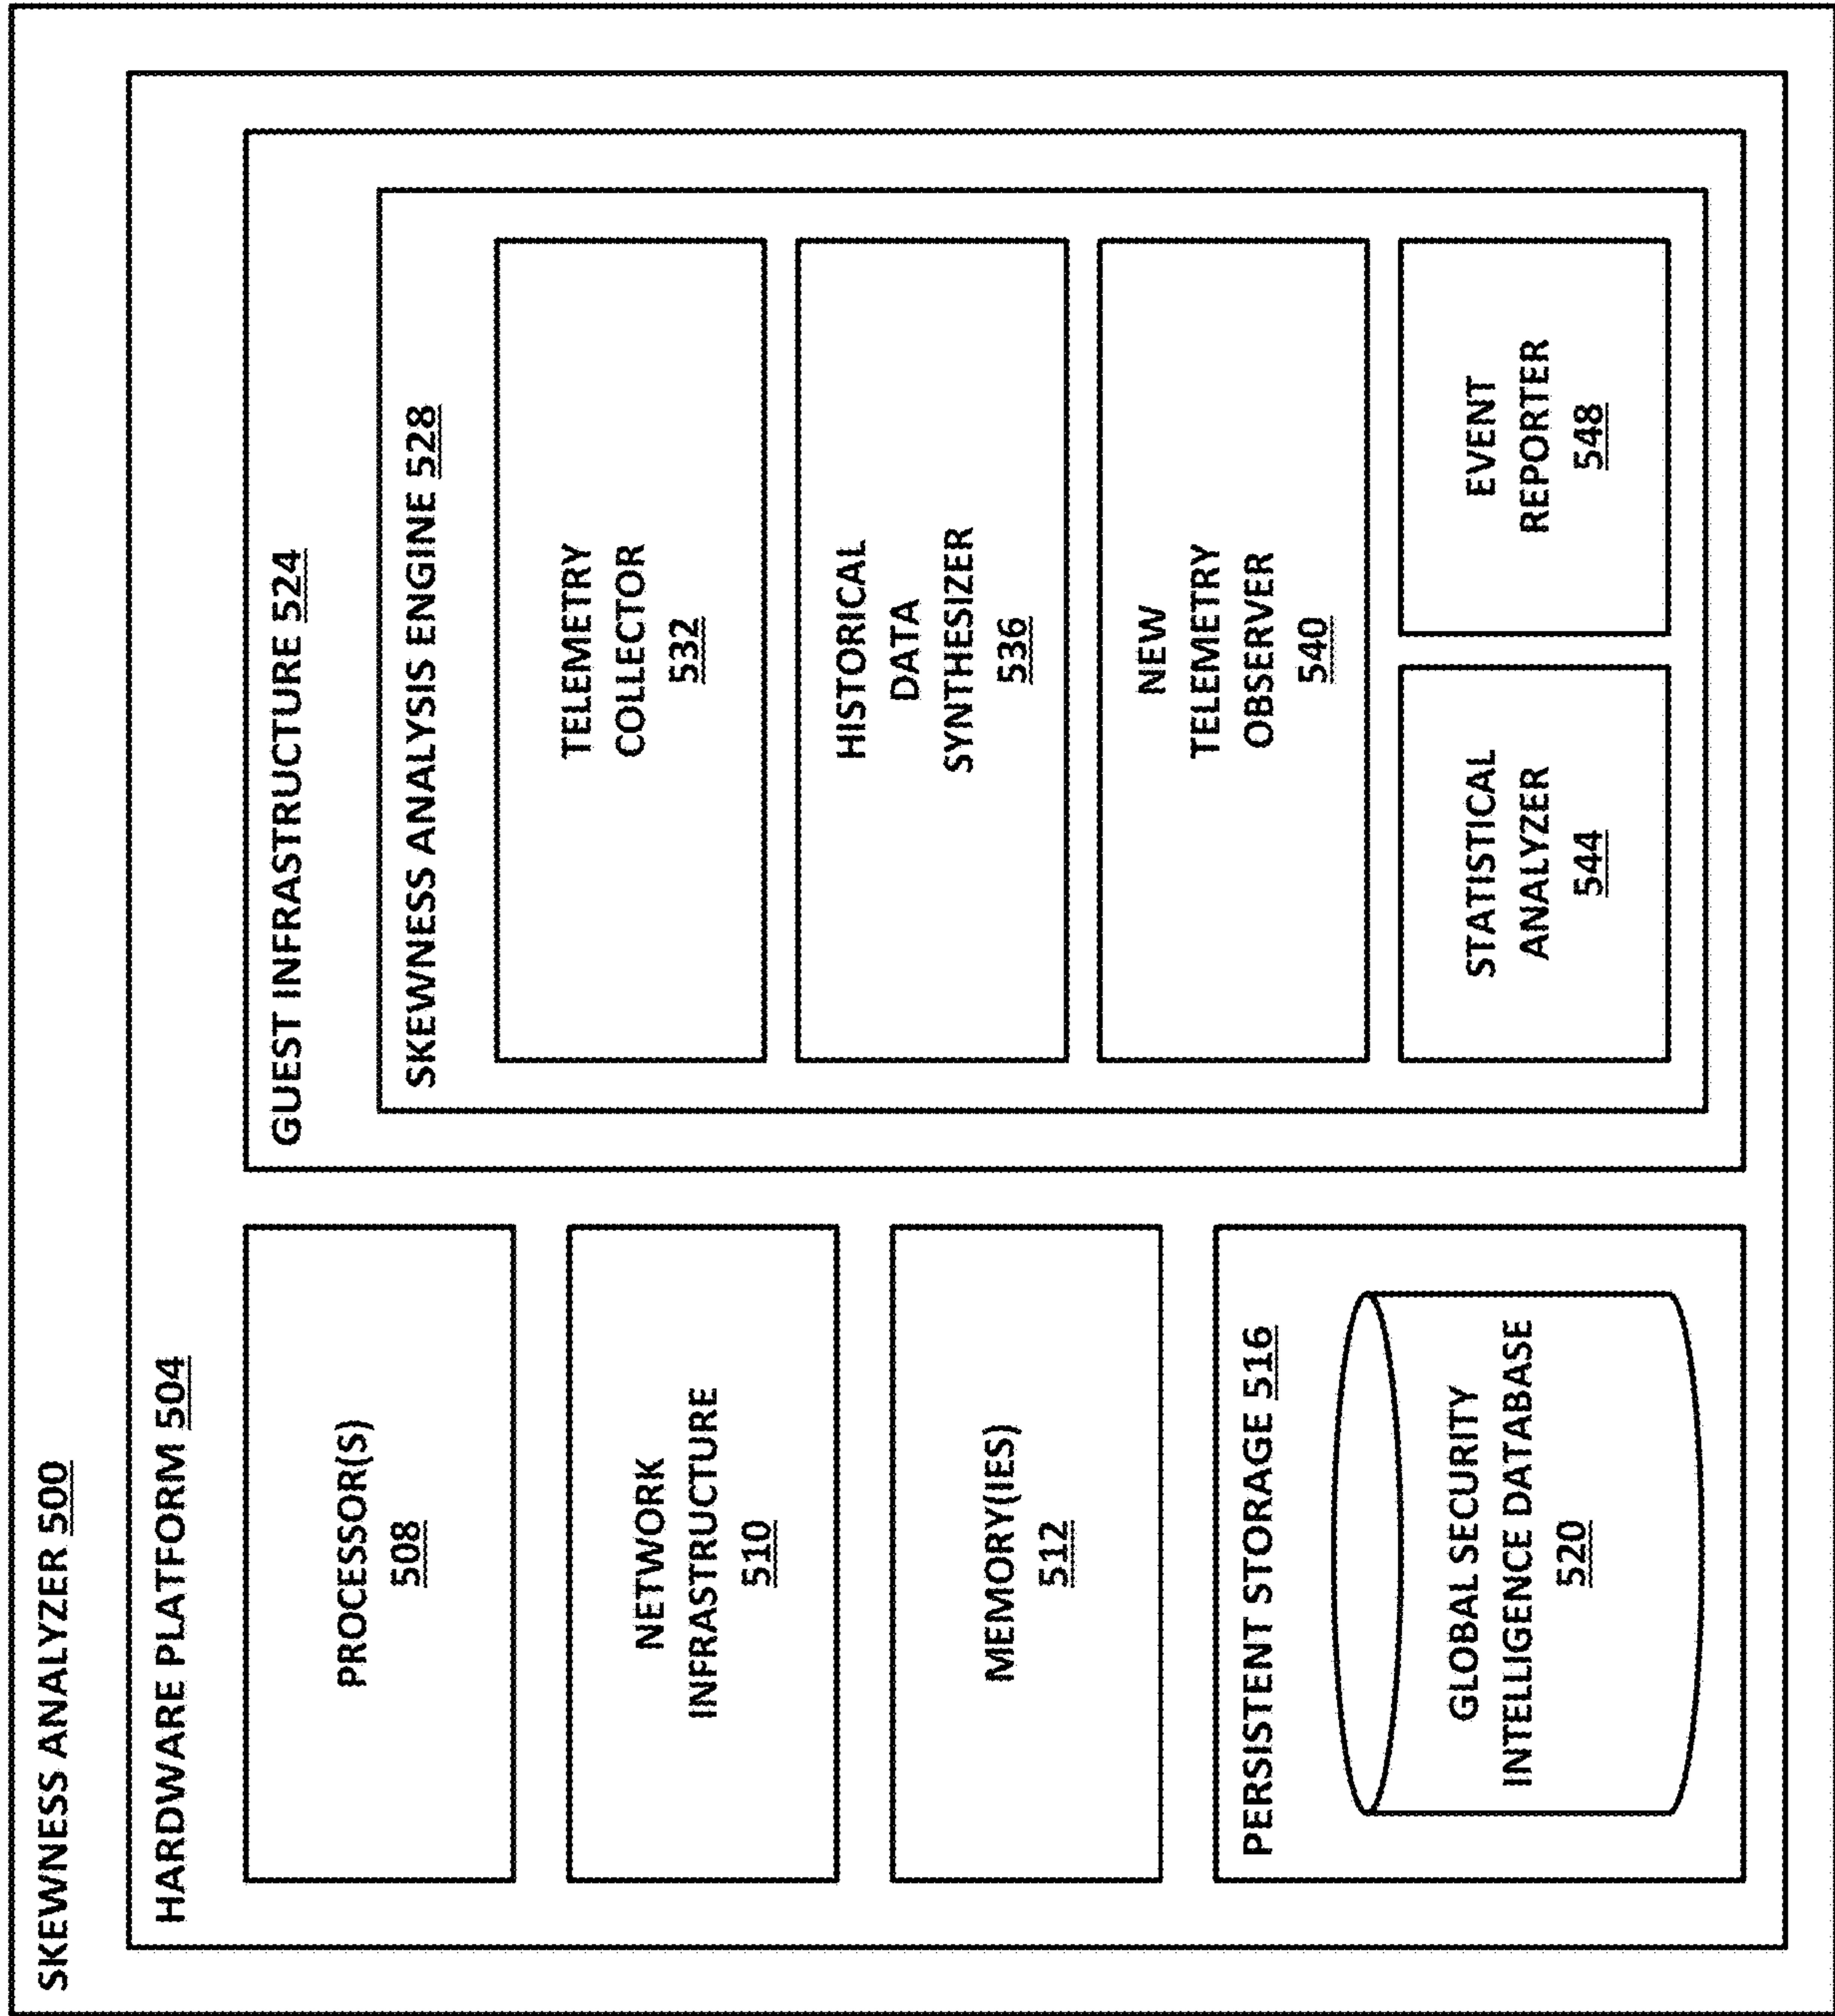 SKEWNESS ANALYZER 500
HARDWARE PLATFORM 504
PROCESSOR(S)
508
NETWORK
INFRASTRUCTURE
510
MEMORY(IES)
512
PERSISTENT STORAGE 516
GLOBAL SECURITY
INTELLIGENCE DATABASE
520
GUEST INFRASTRUCTURE 524
SKEWNESS ANALYSIS ENGINE 528
TELEMETRY
COLLECTOR
532
HISTORICAL
DATA
SYNTHESIZER
536
NEW
TELEMETRY
OBSERVER
540
STATISTICAL
ANALYZER
544
EVENT
REPORTER
548